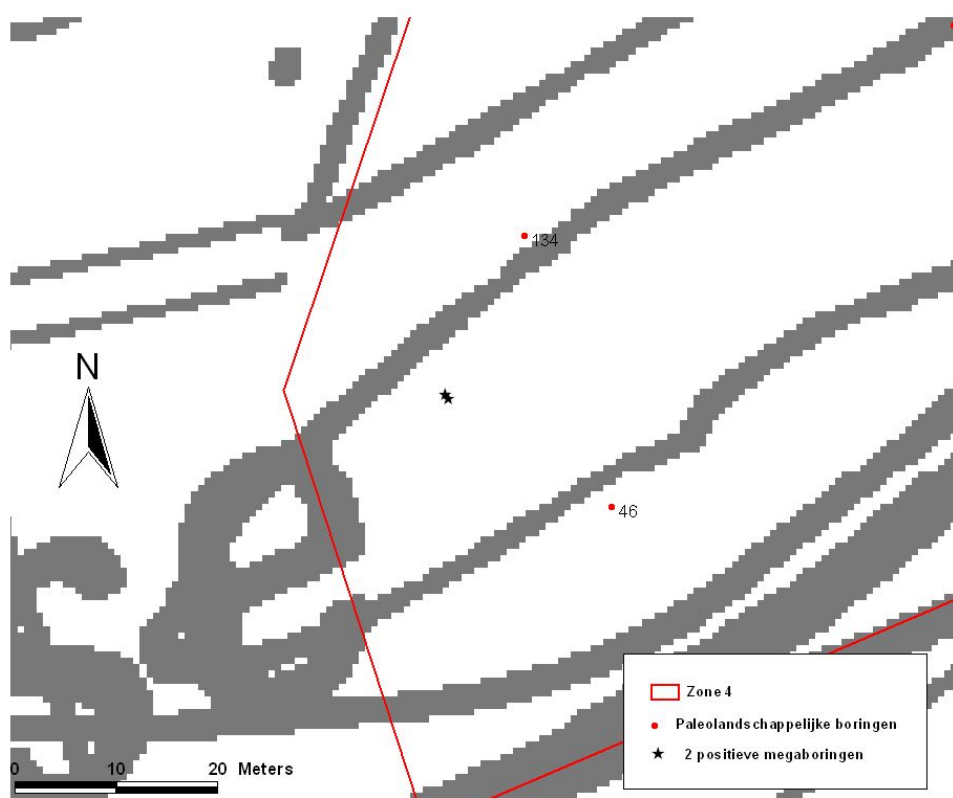 134
N
46
Zone 4
Paleolandschappelijke boringen
2 positieve megaboringen
0 10 20 Meters